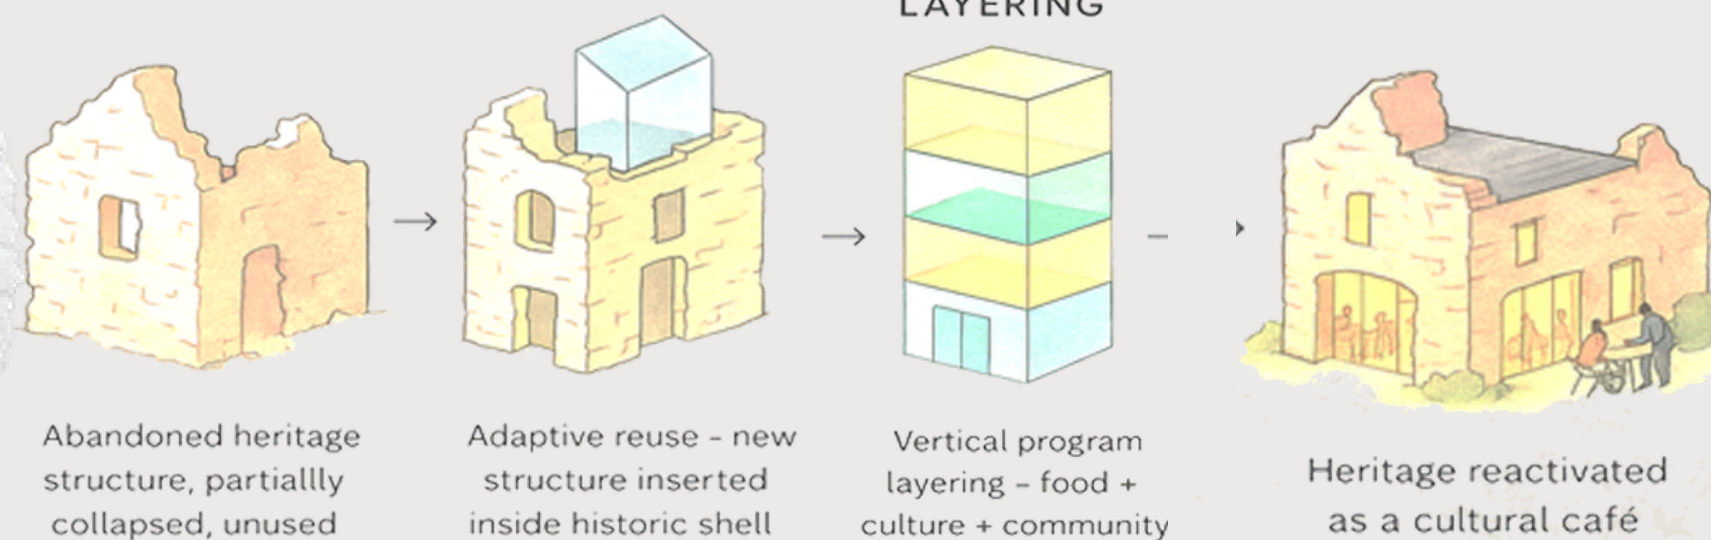 LAYERING
Abandoned heritage
structure, partiallly
collapsed, unused
Adaptive reuse – new
structure inserted
inside historic shell
Vertical program
layering – food +
culture + community
Heritage reactivated
as a cultural café